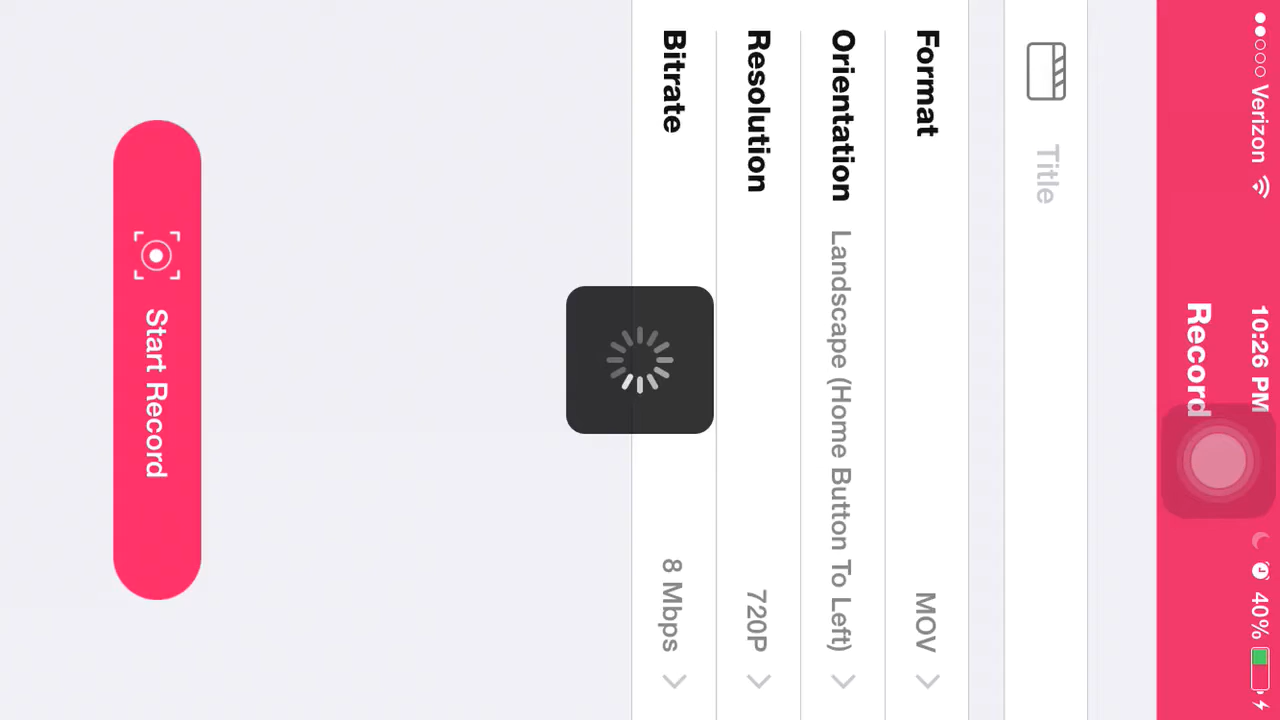 Verizon 10:26 PM 40%
Record
Title
Format MOV
Orientation Landscape (Home Button To Left)
Resolution 720P
Bitrate 8 Mbps
Start Record